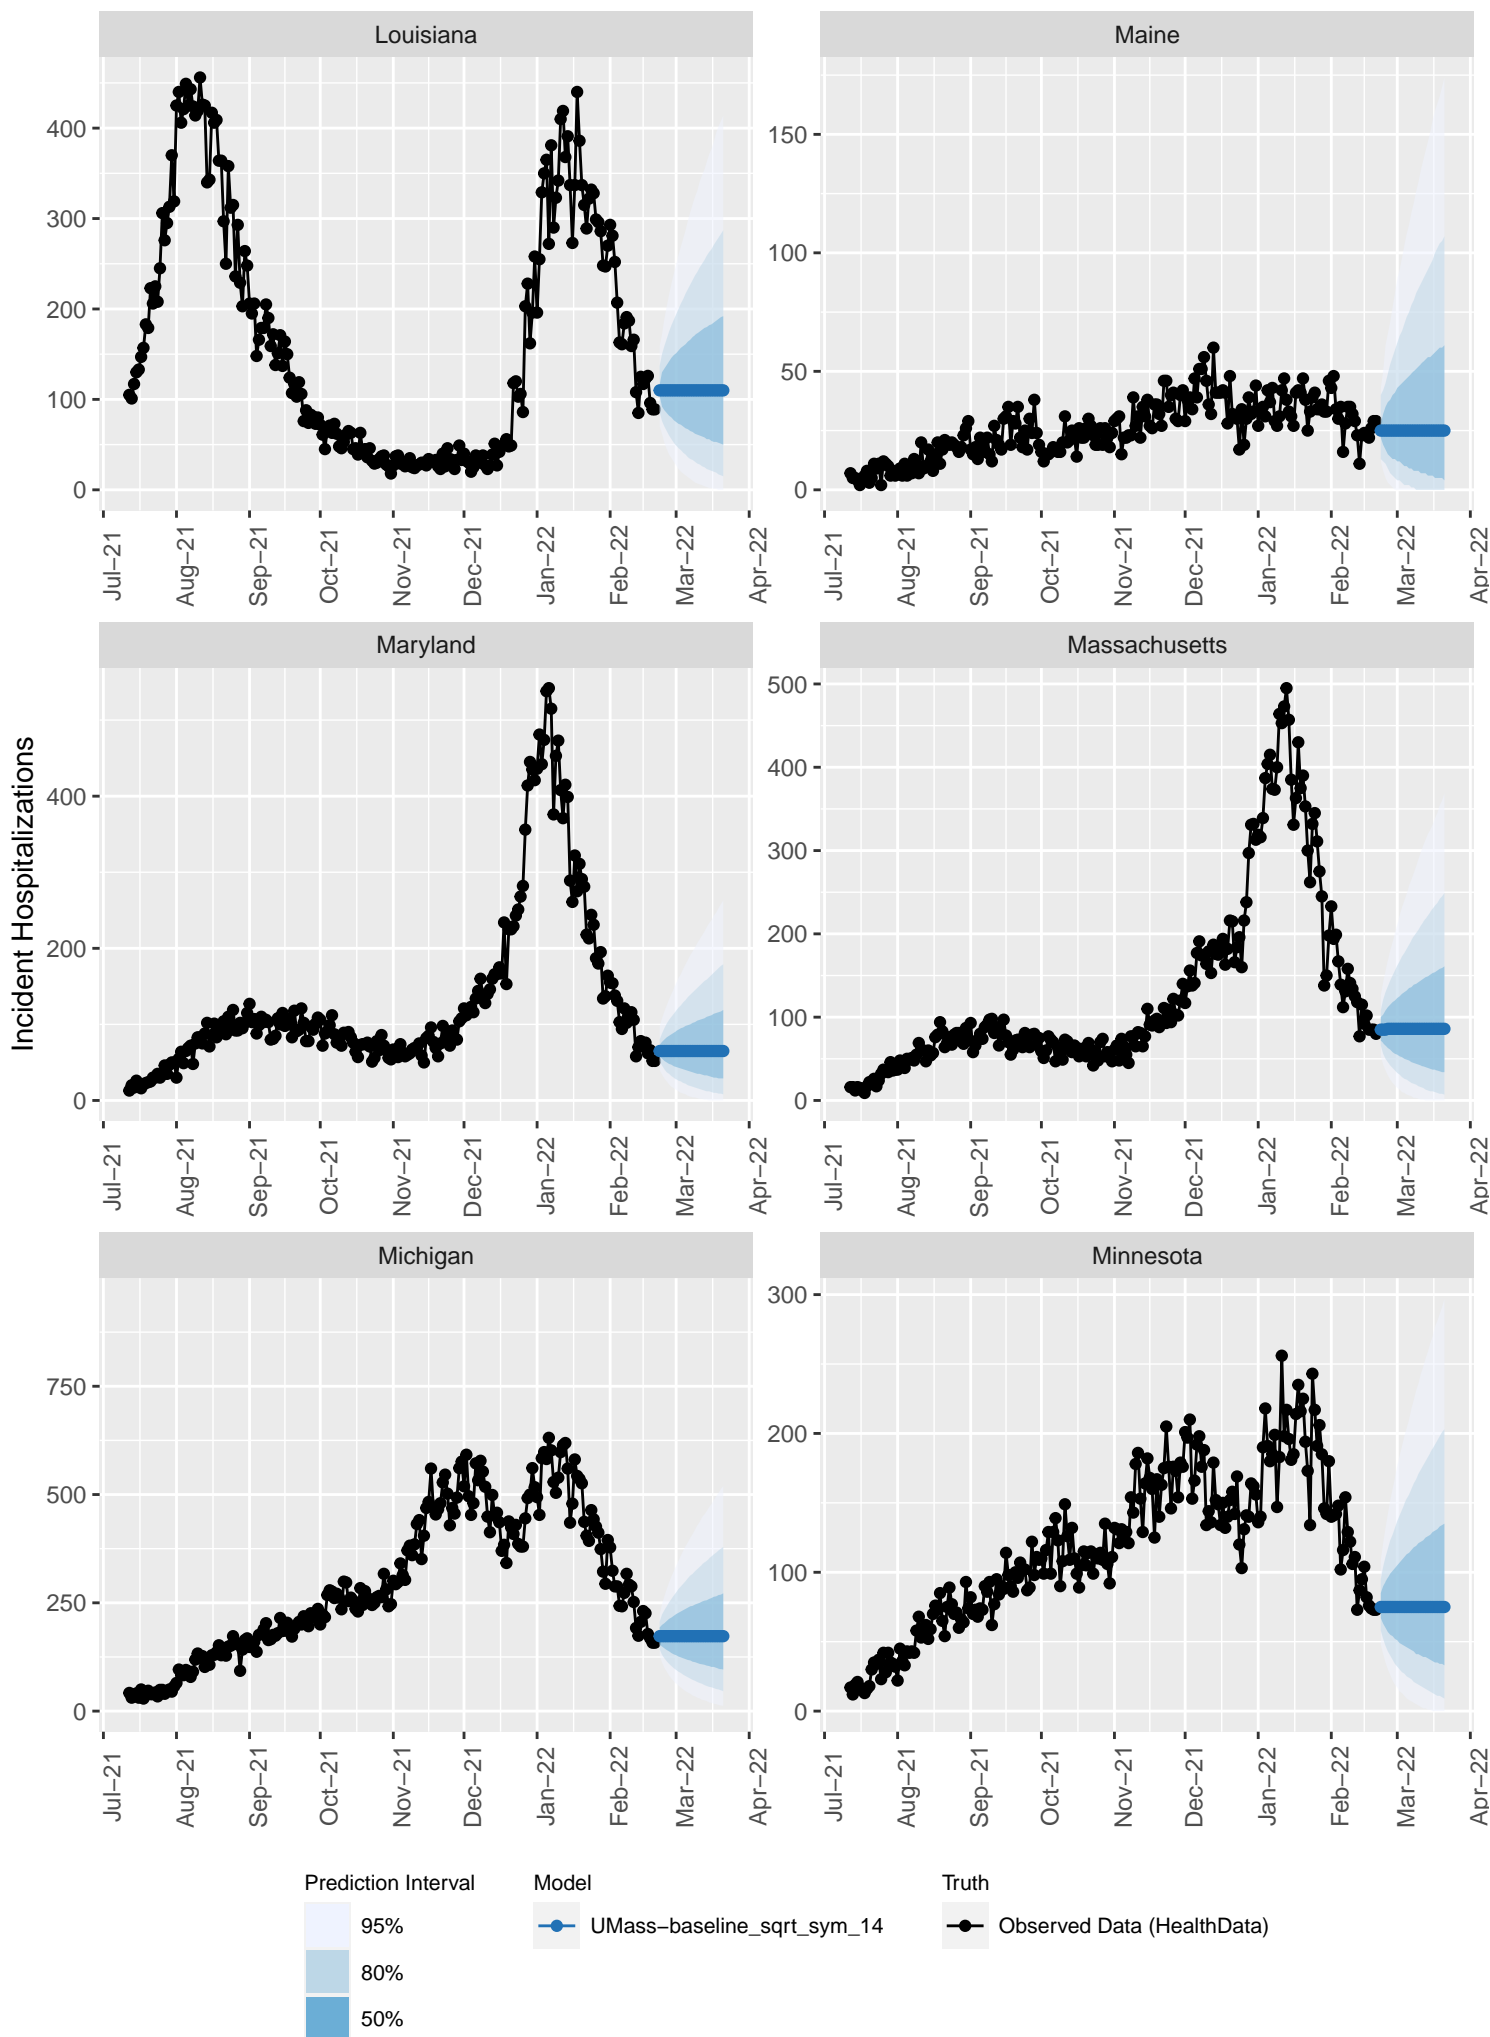 Louisiana
Maine
400
300
200
100
0
150
100
50
0
Jul−21
Aug−21
Sep−21
Oct−21
Nov−21
Dec−21
Jan−22
Feb−22
Mar−22
Apr−22
Jul−21
Aug−21
Sep−21
Oct−21
Nov−21
Dec−21
Jan−22
Feb−22
Mar−22
Apr−22
Incident Hospitalizations
Maryland
Massachusetts
400
200
0
500
400
300
200
100
0
Jul−21
Aug−21
Sep−21
Oct−21
Nov−21
Dec−21
Jan−22
Feb−22
Mar−22
Apr−22
Jul−21
Aug−21
Sep−21
Oct−21
Nov−21
Dec−21
Jan−22
Feb−22
Mar−22
Apr−22
Michigan
Minnesota
750
500
250
0
300
200
100
0
Jul−21
Aug−21
Sep−21
Oct−21
Nov−21
Dec−21
Jan−22
Feb−22
Mar−22
Apr−22
Jul−21
Aug−21
Sep−21
Oct−21
Nov−21
Dec−21
Jan−22
Feb−22
Mar−22
Apr−22
Prediction Interval
95%
80%
50%
Model
UMass−baseline_sqrt_sym_14
Truth
Observed Data (HealthData)